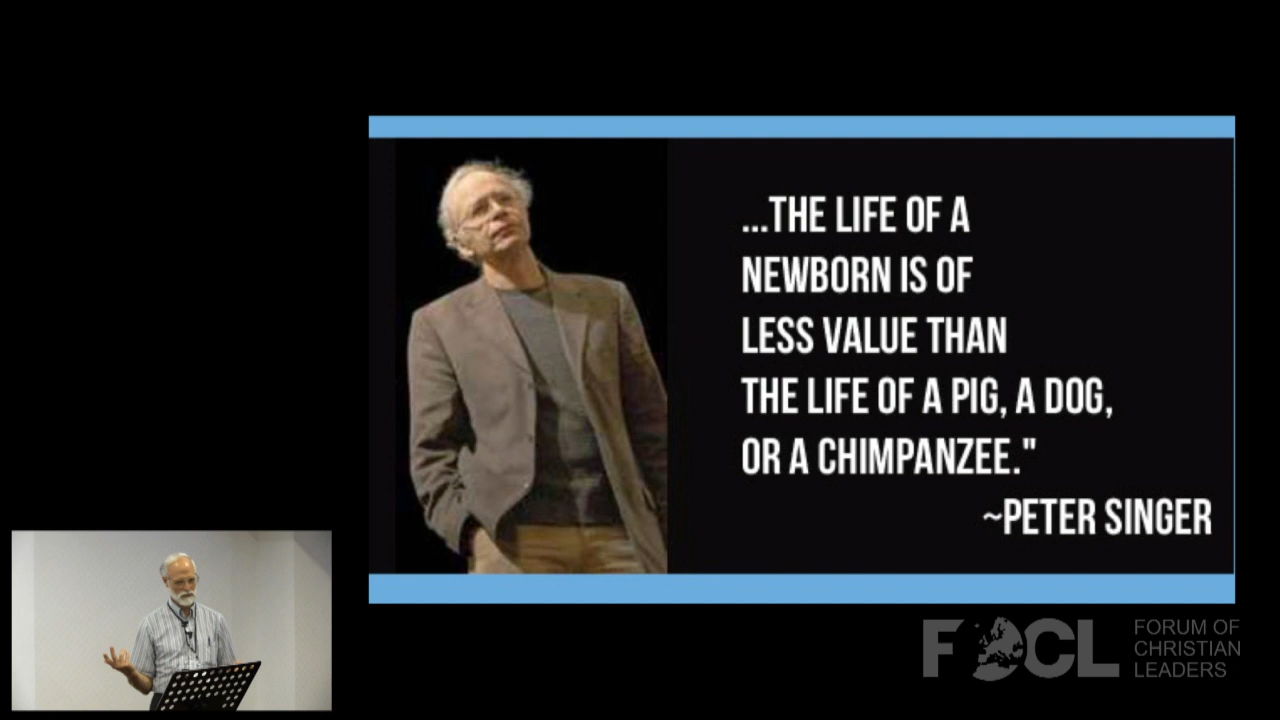 ...THE LIFE OF A
NEWBORN IS OF
LESS VALUE THAN
THE LIFE OF A PIG, A DOG,
OR A CHIMPANZEE."
~PETER SINGER
FOCL
FORUM OF
CHRISTIAN
LEADERS